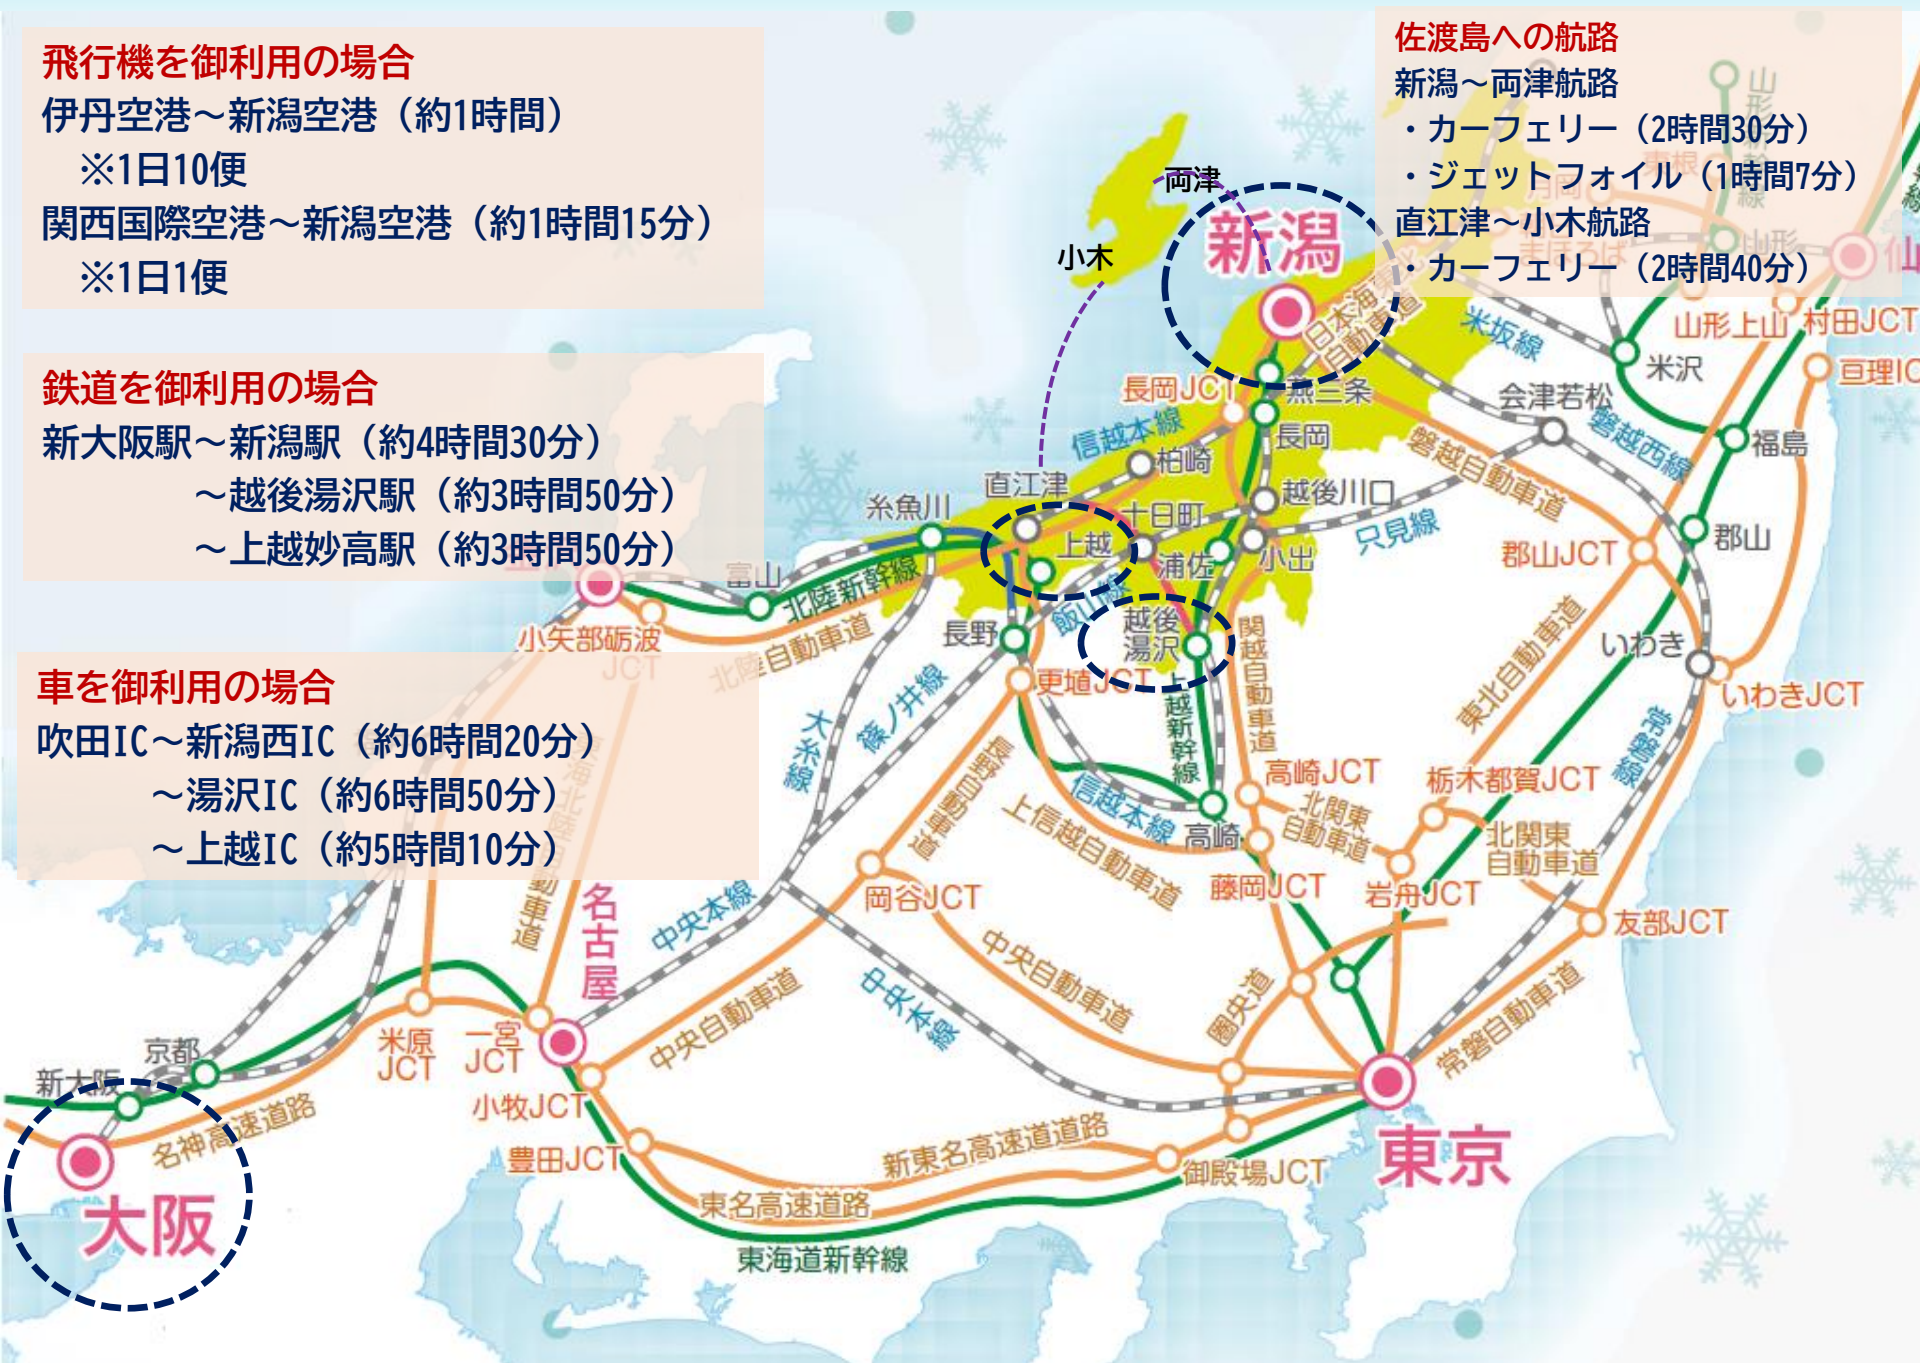 飛行機を御利用の場合
伊丹空港～新潟空港（約1時間）
※1日10便
関西国際空港～新潟空港（約1時間15分）
※1日1便
鉄道を御利用の場合
新大阪駅～新潟駅（約4時間30分）
～越後湯沢駅（約3時間50分）
～上越妙高駅（約3時間50分）
車を御利用の場合
吹田IC～新潟西IC（約6時間20分）
～湯沢IC（約6時間50分）
～上越IC（約5時間10分）
佐渡島への航路
新潟～両津航路
・カーフェリー（2時間30分）
・ジェットフォイル（1時間7分）
直江津～小木航路
・カーフェリー（2時間40分）
両津
小木
新潟
日本海東北
自動車道
米坂線
山形
東根
月岡
まほろば
山形上山
村田JCT
米沢
亘理IC
長岡JCT
燕三条
会津若松
磐越西線
福島
信越本線
長岡
柏崎
磐越自動車道
直江津
越後川口
糸魚川
十日町
只見線
上越
浦佐
小出
郡山JCT
郡山
富山
北陸新幹線
飯山線
越後
湯沢
長野
小矢部砺波
JCT
北陸自動車道
関越自動車道
いわき
東北自動車道
更埴JCT
いわきJCT
上越新幹線
大糸線
篠ノ井線
常磐線
長野自動車道
高崎JCT
栃木都賀JCT
信越本線
上信越自動車道
高崎
北関東
自動車道
北関東
自動車道
岡谷JCT
藤岡JCT
岩舟JCT
友部JCT
名古屋
中央本線
中央自動車道
中央自動車道
中央本線
圏央道
常磐自動車道
京都
新大阪
米原
JCT
一宮
JCT
小牧JCT
名神高速道路
豊田JCT
新東名高速道道路
御殿場JCT
東京
東名高速道路
大阪
東海道新幹線